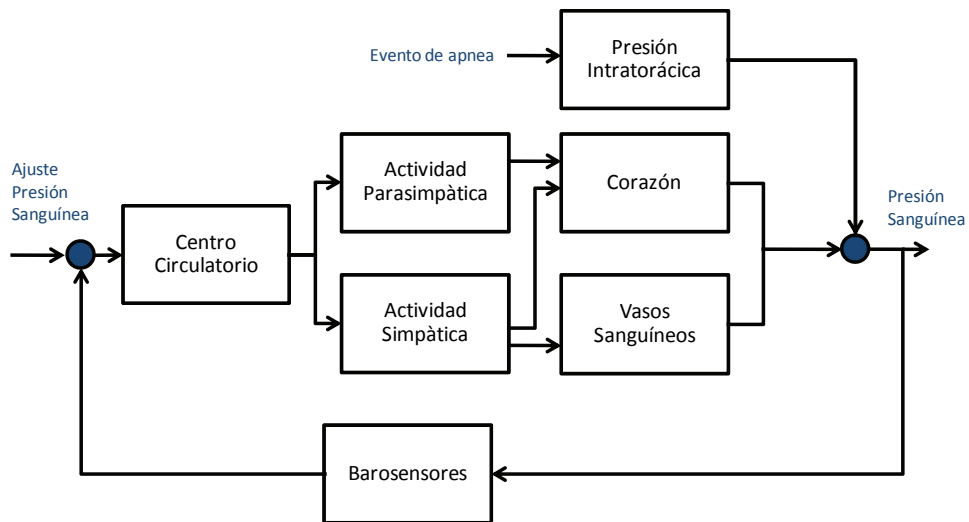 Evento de apnea
Presión
Intratorácica
Ajuste
Presión
Sanguínea
Actividad
Parasimpàtica
Corazón
Presión
Sanguínea
Centro
Circulatorio
Actividad
Simpàtica
Vasos
Sanguíneos
Barosensores